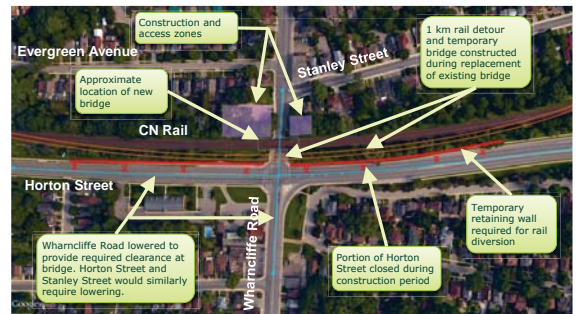 Construction and
access zones
1 km rail detour
and temporary
bridge constructed
during replacement
of existing bridge
Evergreen Avenue
Stanley Street
Approximate
location of new
bridge
CN Rail
Horton Street
Wharncliffe Road
Temporary
retaining wall
required for rail
diversion
Wharncliffe Road lowered to
provide required clearance at
bridge. Horton Street and
Stanley Street would similarly
require lowering.
Portion of Horton
Street closed during
construction period
Google